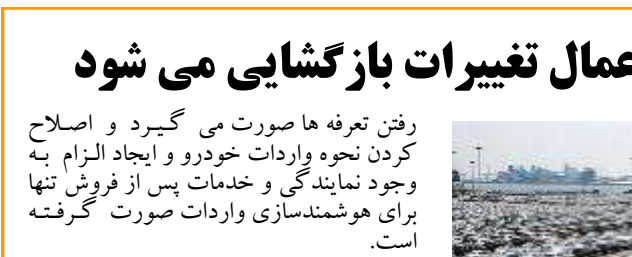 عمال تغییرات بازگشایی می شود
رفتن تعرفه ها صورت می گیرد و اصلاح
کردن نحوه واردات خودرو و ایجاد الزام به
وجود نمایندگی و خدمات پس از فروش تنها
برای هوشمندسازی واردات صورت گرفته
است.